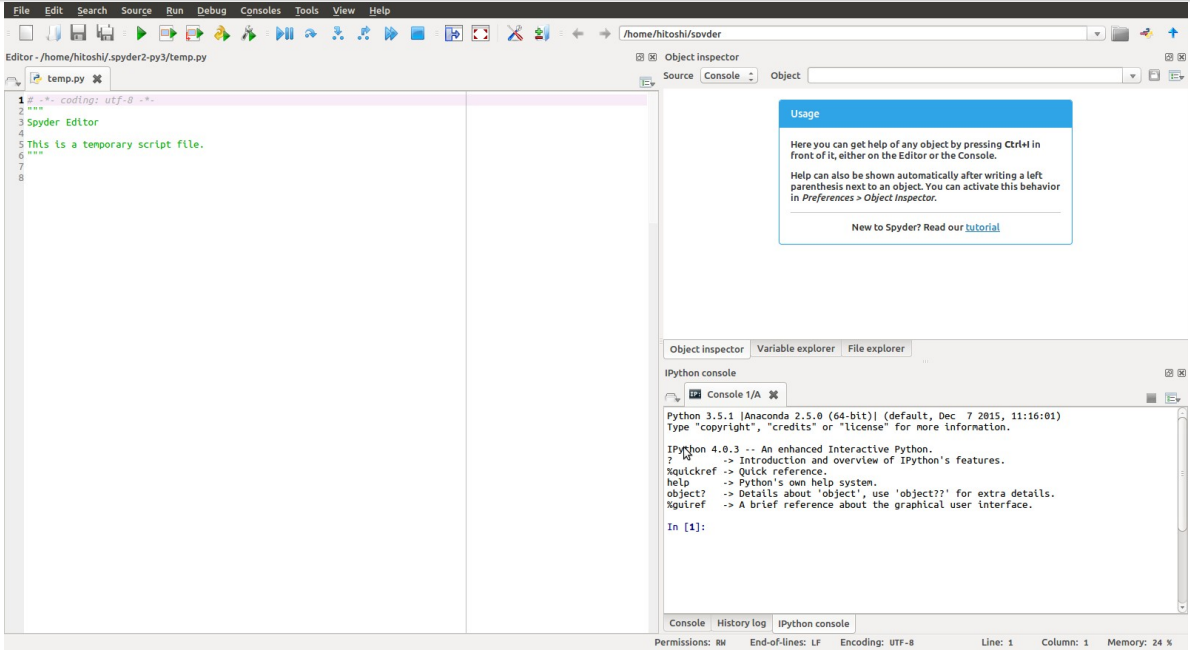 File Edit Search Source Run Debug Consoles Tools View Help
/home/hitoshi/spyder
Editor - /home/hitoshi/.spyder2-py3/temp.py
temp.py
1 # -*- coding: utf-8 -*-
2 """
3 Spyder Editor
4
5 This is a temporary script file.
6 """
7
8
Object inspector
Source Console Object
Usage
Here you can get help of any object by pressing Ctrl+I in
front of it, either on the Editor or the Console.
Help can also be shown automatically after writing a left
parenthesis next to an object. You can activate this behavior
in Preferences > Object Inspector.
New to Spyder? Read our tutorial
Object inspector Variable explorer File explorer
IPython console
IP: Console 1/A
Python 3.5.1 |Anaconda 2.5.0 (64-bit)| (default, Dec  7 2015, 11:16:01)
Type "copyright", "credits" or "license" for more information.
IPython 4.0.3 -- An enhanced Interactive Python.
?         -> Introduction and overview of IPython's features.
%quickref -> Quick reference.
help      -> Python's own help system.
object?   -> Details about 'object', use 'object??' for extra details.
%guiref   -> A brief reference about the graphical user interface.
In [1]:
Console History log IPython console
Permissions: RW End-of-lines: LF Encoding: UTF-8 Line: 1 Column: 1 Memory: 24 %